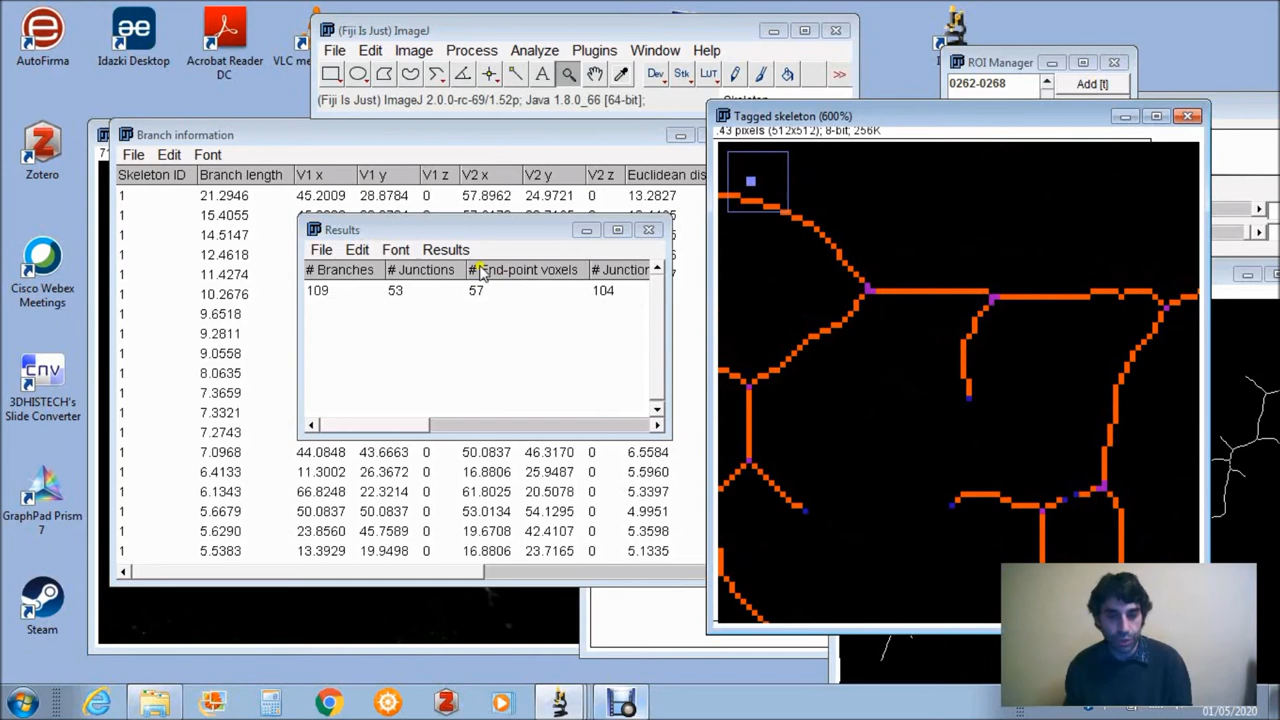 AutoFirma
Idazki Desktop
Acrobat Reader DC
VLC me
Zotero
Cisco Webex Meetings
3DHISTECH's Slide Converter
GraphPad Prism 7
Steam
(Fiji Is Just) ImageJ
File Edit Image Process Analyze Plugins Window Help
Dev Stk LUT
(Fiji Is Just) ImageJ 2.0.0-rc-69/1.52p; Java 1.8.0_66 [64-bit];
ROI Manager
0262-0268
Add [t]
Branch information
File Edit Font
Skeleton ID Branch length V1 x V1 y V1 z V2 x V2 y V2 z Euclidean dis
1 21.2946 45.2009 28.8784 0 57.8962 24.9721 0 13.2827
1 15.4055
1 14.5147
1 12.4618
1 11.4274
1 10.2676
1 9.6518
1 9.2811
1 9.0558
1 8.0635
1 7.3659
1 7.3321
1 7.2743
1 7.0968 44.0848 43.6663 0 50.0837 46.3170 0 6.5584
1 6.4133 11.3002 26.3672 0 16.8806 25.9487 0 5.5960
1 6.1343 66.8248 22.3214 0 61.8025 20.5078 0 5.3397
1 5.6679 50.0837 50.0837 0 53.0134 54.1295 0 4.9951
1 5.6290 23.8560 45.7589 0 19.6708 42.4107 0 5.3598
1 5.5383 13.3929 19.9498 0 16.8806 23.7165 0 5.1335
Results
File Edit Font Results
# Branches # Junctions # End-point voxels # Junction
109 53 57 104
Tagged skeleton (600%)
.43 pixels (512x512); 8-bit; 256K
01/05/2020